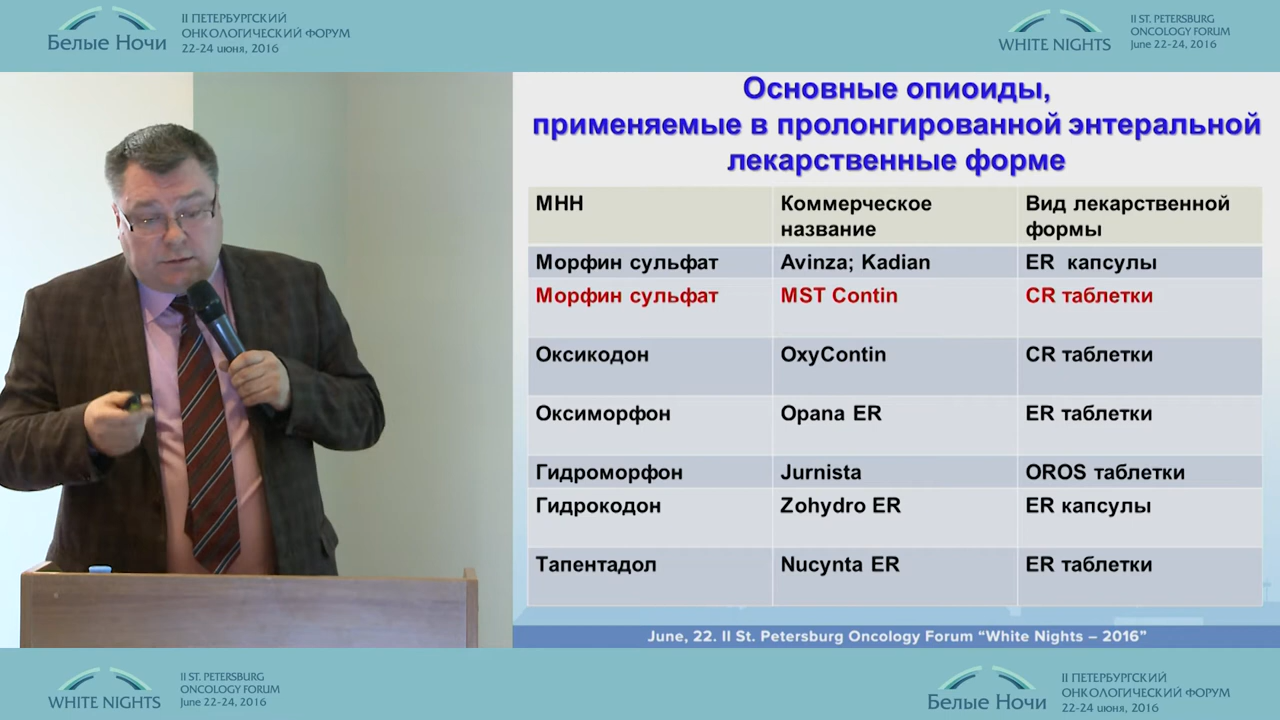 Белые Ночи
II ПЕТЕРБУРГСКИЙ
ОНКОЛОГИЧЕСКИЙ ФОРУМ
22-24 июня, 2016
WHITE NIGHTS
II ST. PETERSBURG
ONCOLOGY FORUM
June 22-24, 2016
Основные опиоиды,
применяемые в пролонгированной энтеральной
лекарственные форме
МНН
Коммерческое
название
Вид лекарственной
формы
Морфин сульфат
Avinza; Kadian
ER капсулы
Морфин сульфат
MST Contin
CR таблетки
Оксикодон
OxyContin
CR таблетки
Оксиморфон
Opana ER
ER таблетки
Гидроморфон
Jurnista
OROS таблетки
Гидрокодон
Zohydro ER
ER капсулы
Тапентадол
Nucynta ER
ER таблетки
June, 22. II St. Petersburg Oncology Forum “White Nights – 2016”
WHITE NIGHTS
II ST. PETERSBURG
ONCOLOGY FORUM
June 22-24, 2016
Белые Ночи
II ПЕТЕРБУРГСКИЙ
ОНКОЛОГИЧЕСКИЙ ФОРУМ
22-24 июня, 2016